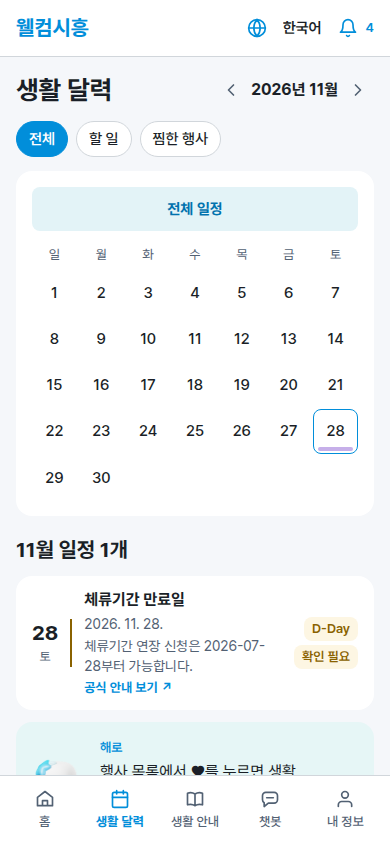 웰컴시흥
한국어
4
생활 달력
2026년 11월
전체 할 일 찜한 행사
전체 일정
일 월 화 수 목 금 토
1 2 3 4 5 6 7
8 9 10 11 12 13 14
15 16 17 18 19 20 21
22 23 24 25 26 27 28
29 30
11월 일정 1개
28
토
체류기간 만료일
2026. 11. 28.
체류기간 연장 신청은 2026-07-
28부터 가능합니다.
공식 안내 보기 ↗
D-Day
확인 필요
해로
행사 목록에서 ♥를 누르면 생활
홈 생활 달력 생활 안내 챗봇 내 정보